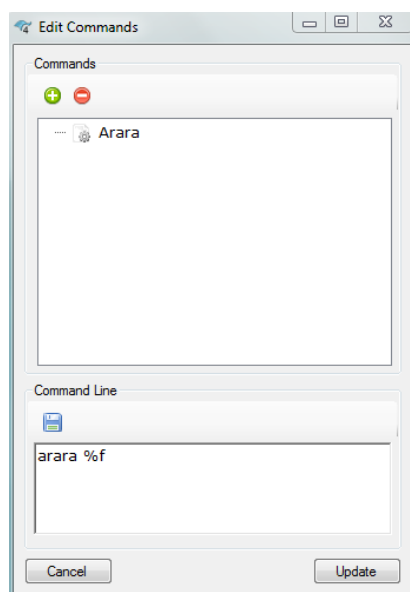 Edit Commands
Commands
Arara
Command Line
arara %f
Cancel Update